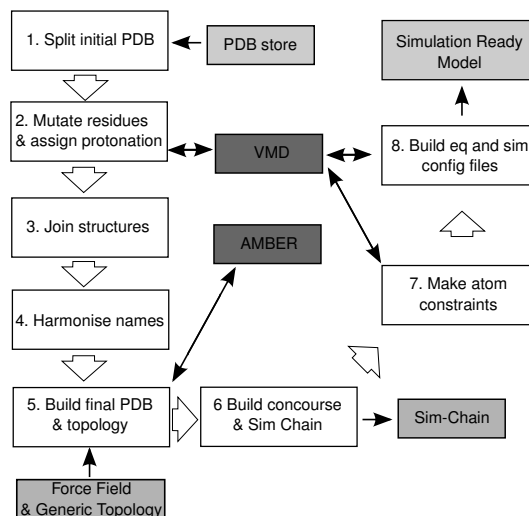 1. Split initial PDB
PDB store
Simulation Ready
Model
2. Mutate residues
& assign protonation
VMD
8. Build eq and sim
config files
3. Join structures
AMBER
7. Make atom
constraints
4. Harmonise names
5. Build final PDB
& topology
6 Build concourse
& Sim Chain
Sim-Chain
Force Field
& Generic Topology